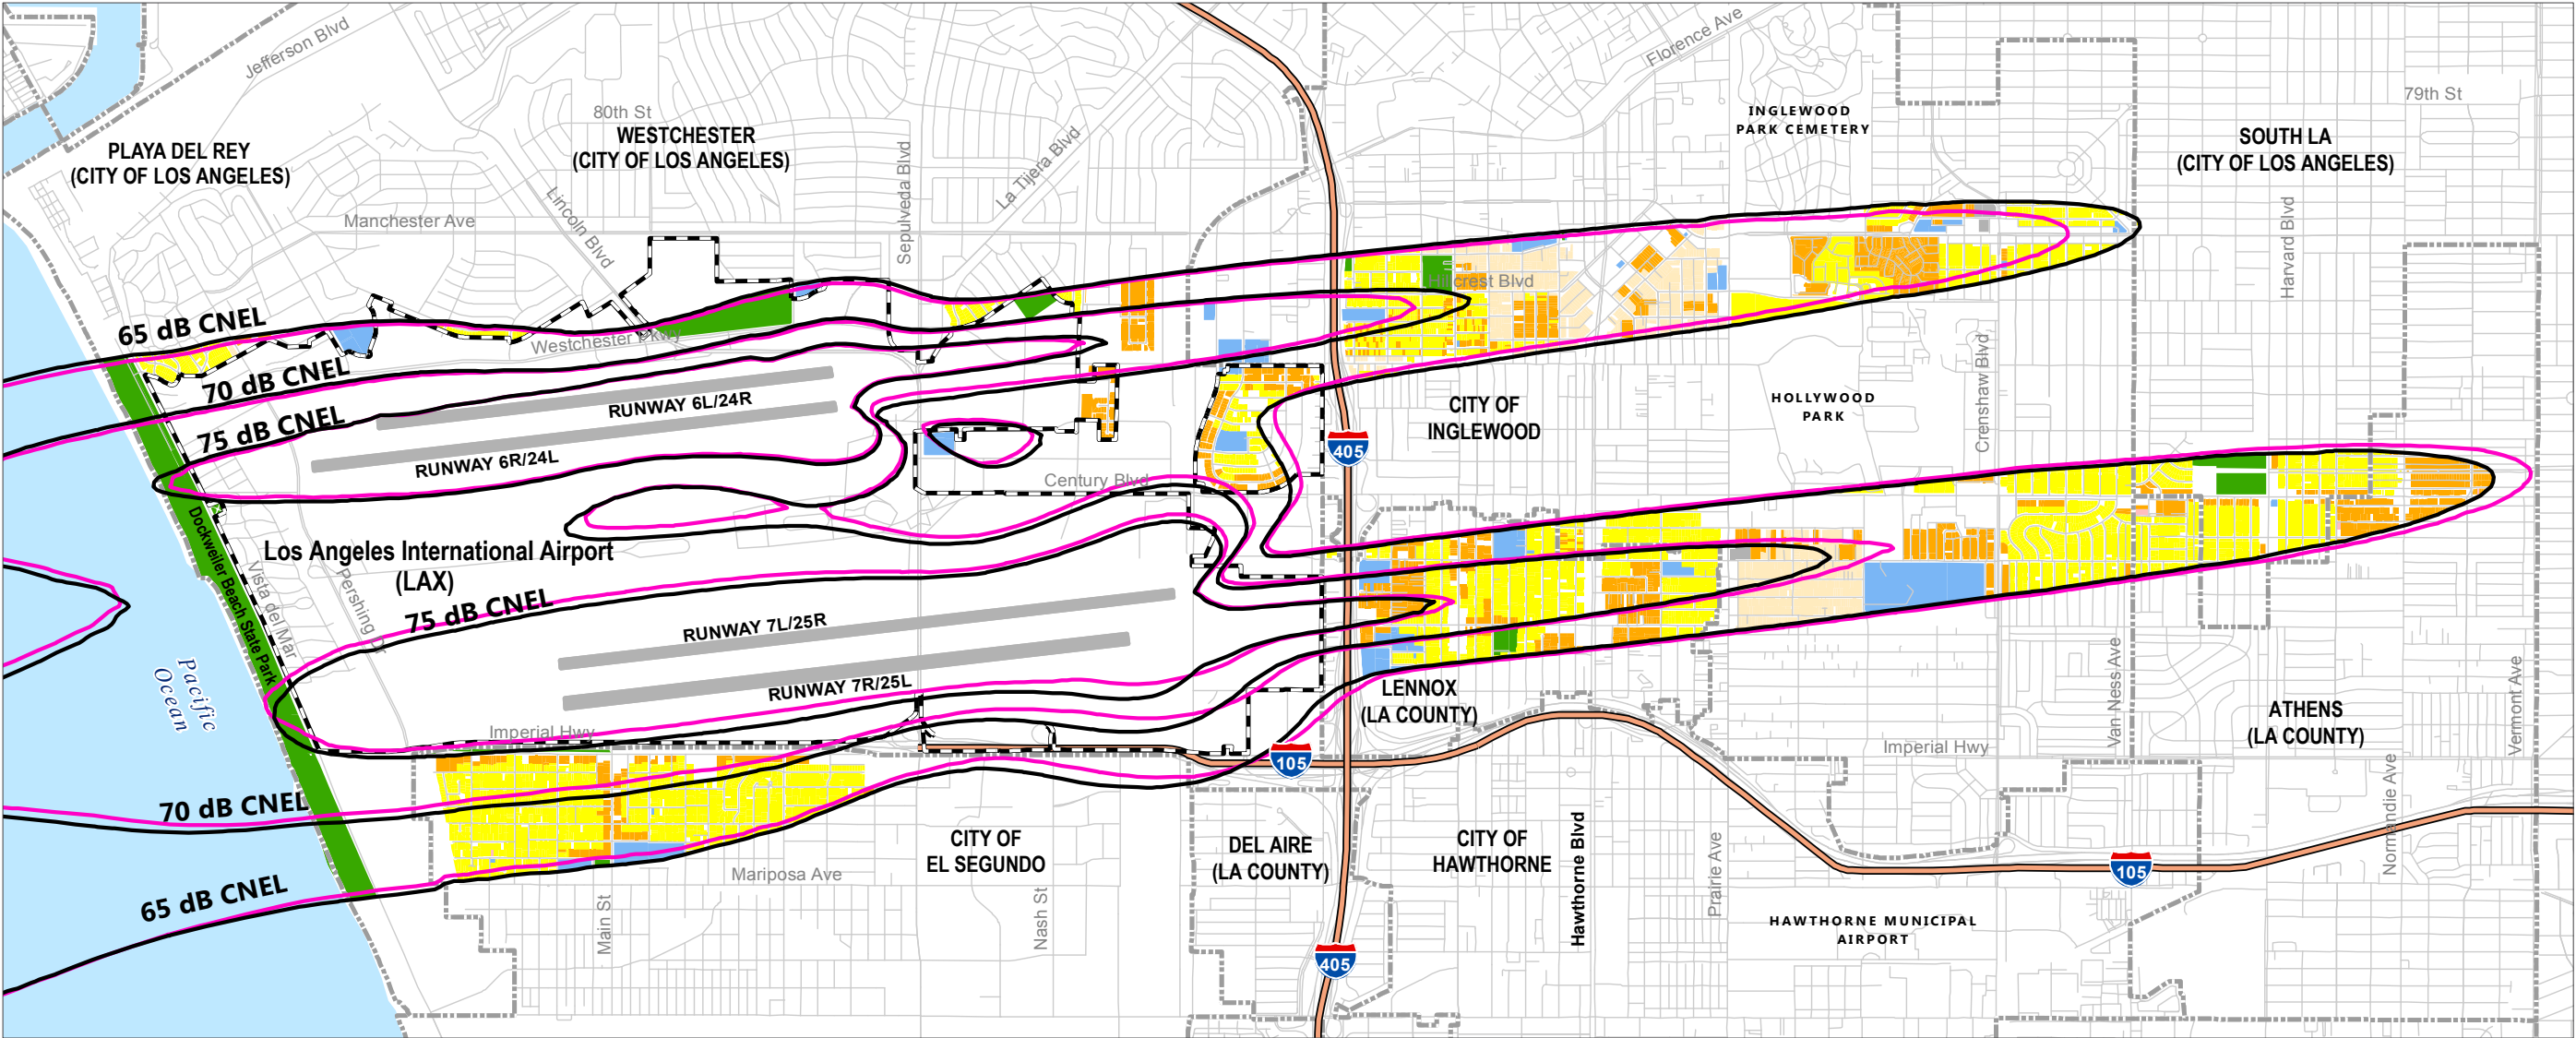 Jefferson Blvd
Florence Ave
79th St
80th St
INGLEWOOD
PARK CEMETERY
WESTCHESTER
(CITY OF LOS ANGELES)
SOUTH LA
(CITY OF LOS ANGELES)
PLAYA DEL REY
(CITY OF LOS ANGELES)
Sepulveda Blvd
La Tijera Blvd
Lincoln Blvd
Manchester Ave
Harvard Blvd
Hillcrest Blvd
65 dB CNEL
Westchester Pkwy
70 dB CNEL
75 dB CNEL
RUNWAY 6L/24R
RUNWAY 6R/24L
CITY OF
INGLEWOOD
HOLLYWOOD
PARK
Crenshaw Blvd
405
Century Blvd
Dockweiler Beach State Park
Los Angeles International Airport
(LAX)
Vista del Mar
Pershing Dr
75 dB CNEL
RUNWAY 7L/25R
RUNWAY 7R/25L
Pacific
Ocean
LENNOX
(LA COUNTY)
Van Ness Ave
Vermont Ave
ATHENS
(LA COUNTY)
Imperial Hwy
Imperial Hwy
105
70 dB CNEL
CITY OF
EL SEGUNDO
DEL AIRE
(LA COUNTY)
CITY OF
HAWTHORNE
Hawthorne Blvd
Prairie Ave
Normandie Ave
105
65 dB CNEL
Mariposa Ave
Main St
Nash St
HAWTHORNE MUNICIPAL
AIRPORT
405